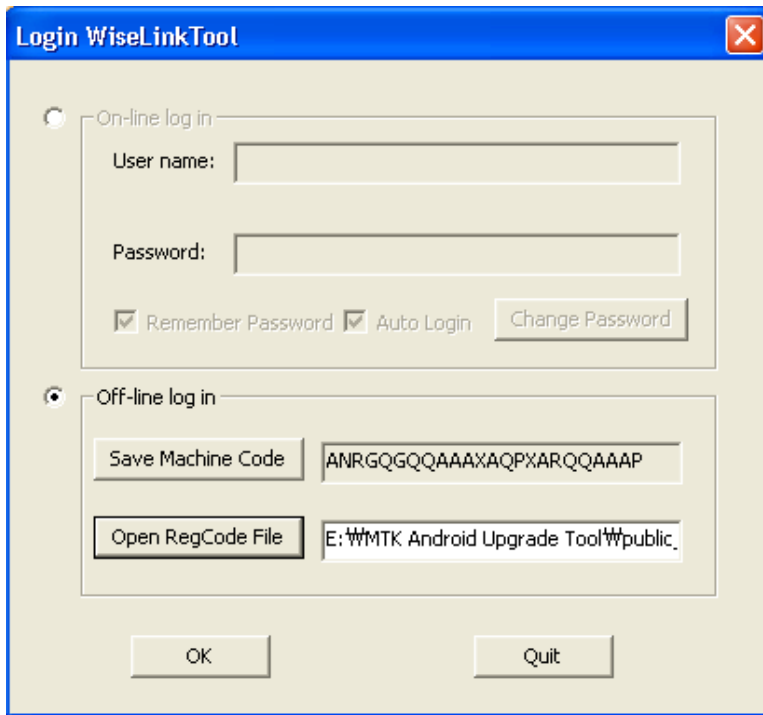 Login WiseLinkTool
On-line log in
User name:
Password:
Remember Password Auto Login Change Password
Off-line log in
Save Machine Code ANRGQGQQAAAXAQPXARQQAAAP
Open RegCode File E:₩MTK Android Upgrade Tool₩public_
OK Quit